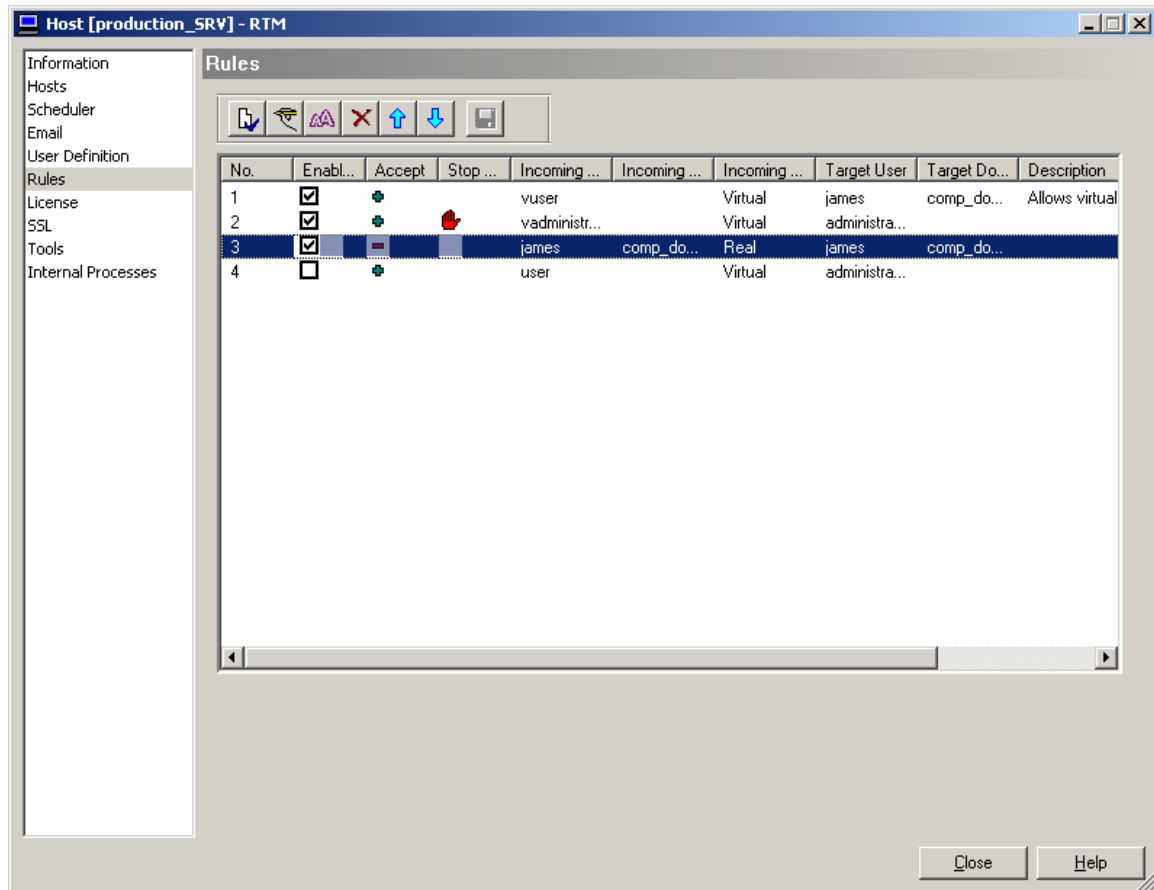 Host [production_SRV] - RTM
Information
Hosts
Scheduler
Email
User Definition
Rules
License
SSL
Tools
Internal Processes
Rules
No. Enabl... Accept Stop ... Incoming ... Incoming ... Incoming ... Target User Target Do... Description
1 vuser Virtual james comp_do... Allows virtual
2 vadministr... Virtual administra...
3 james comp_do... Real james comp_do...
4 user Virtual administra...
Close Help